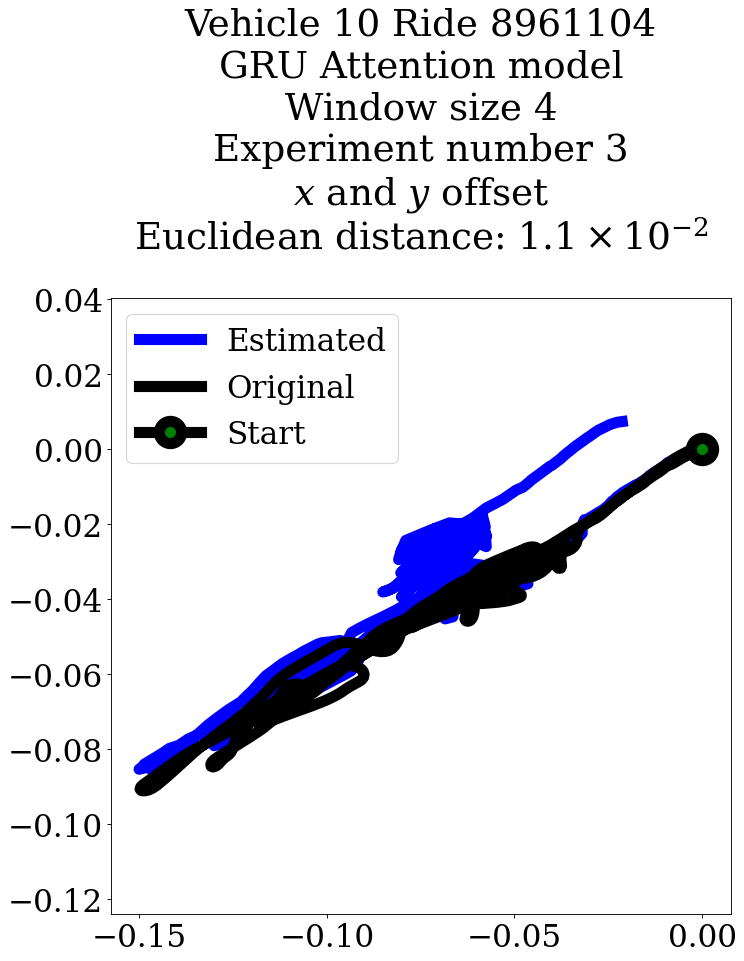 Vehicle 10 Ride 8961104
GRU Attention model
Window size 4
Experiment number 3
x and y offset
Euclidean distance: 1.1 × 10⁻²
0.04
0.02
0.00
−0.02
−0.04
−0.06
−0.08
−0.10
−0.12
Estimated
Original
Start
−0.15
−0.10
−0.05
0.00